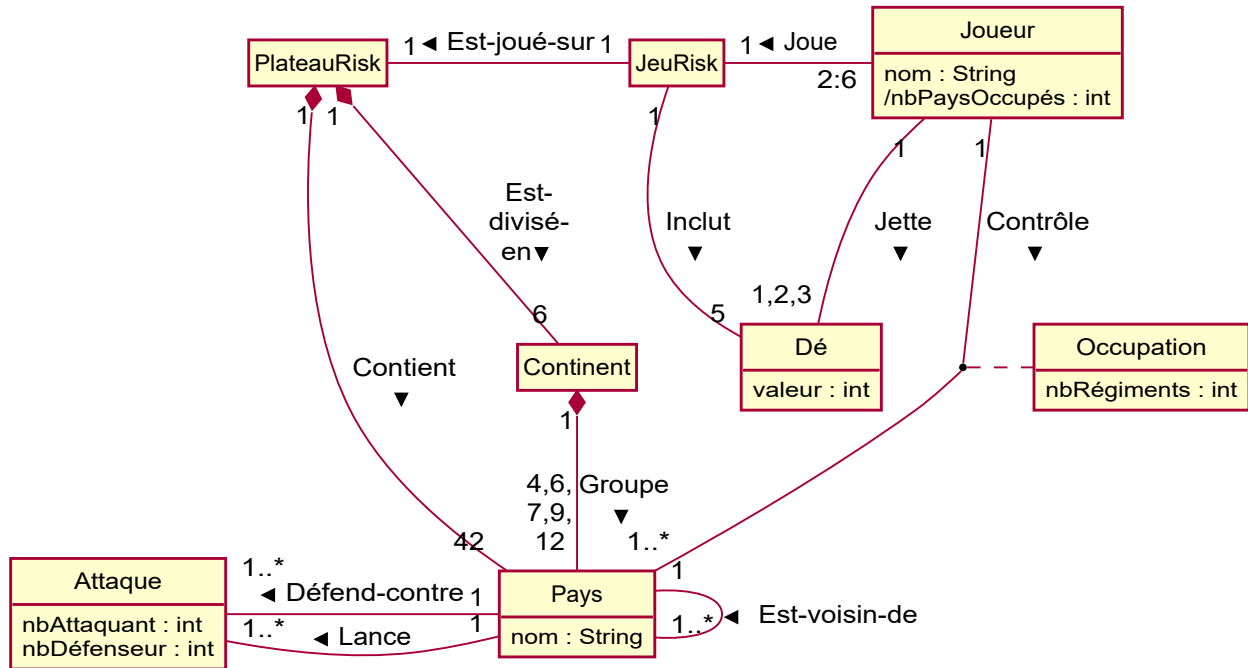 Joueur
1 ◄ Est-joué-sur 1
1 ◄ Joue
PlateauRisk
JeuRisk
nom : String
2:6
/nbPaysOccupés : int
1
1
1
1
1
Est-
divisé-
en▼
Inclut
▼
Jette
▼
Contrôle
▼
1,2,3
6
5
Dé
Occupation
Contient
▼
Continent
valeur : int
nbRégiments : int
1
4,6,
7,9,
12
Groupe
▼
42
1..*
1..*
1
Attaque
◄ Défend-contre
1
Pays
◄ Est-voisin-de
nbAttaquant : int
1..*
1
1..*
nbDéfenseur : int
◄ Lance
nom : String